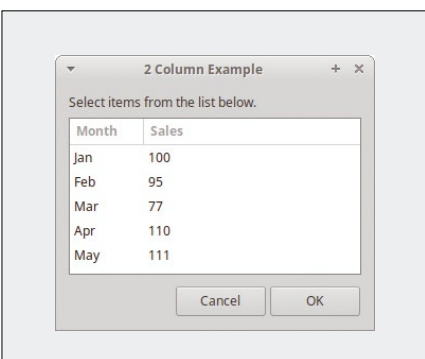 2 Column Example
Select items from the list below.
Month Sales
Jan 100
Feb 95
Mar 77
Apr 110
May 111
Cancel OK